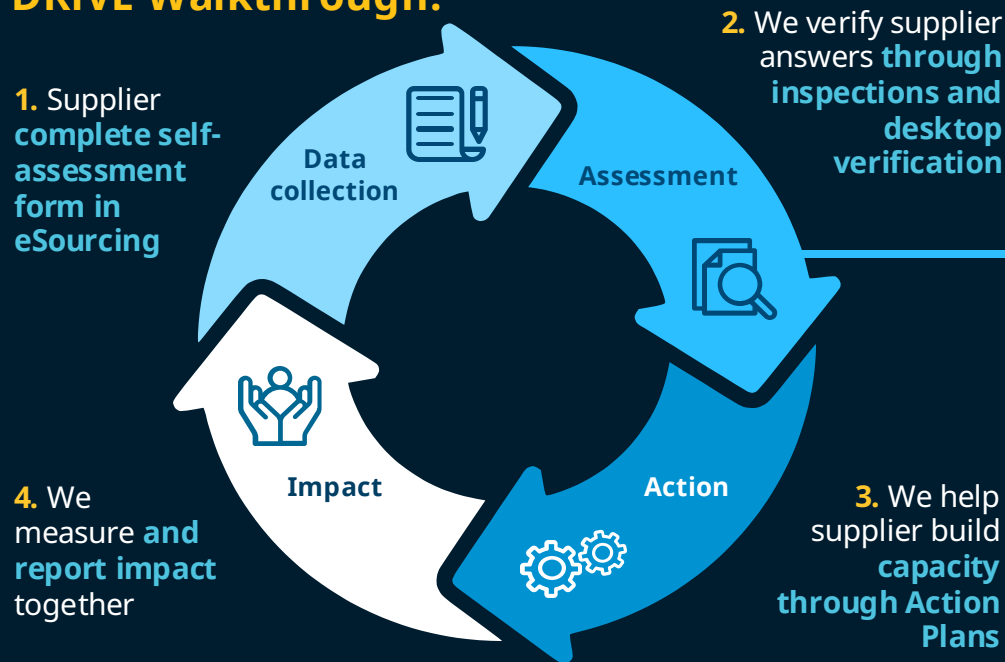 DRiVE Walkthrough:
1. Supplier
complete self-
assessment
form in
eSourcing
Data
collection
2. We verify supplier
answers through
inspections and
desktop
verification
Assessment
3. We help
supplier build
capacity
through Action
Plans
Action
4. We
measure and
report impact
together
Impact